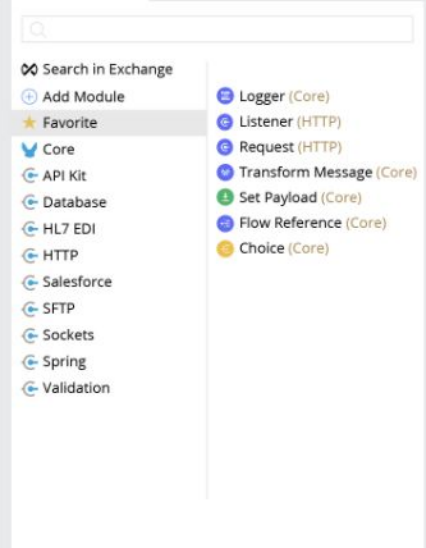 Search in Exchange
Add Module
Favorite
Core
API Kit
Database
HL7 EDI
HTTP
Salesforce
SFTP
Sockets
Spring
Validation
Logger (Core)
Listener (HTTP)
Request (HTTP)
Transform Message (Core)
Set Payload (Core)
Flow Reference (Core)
Choice (Core)